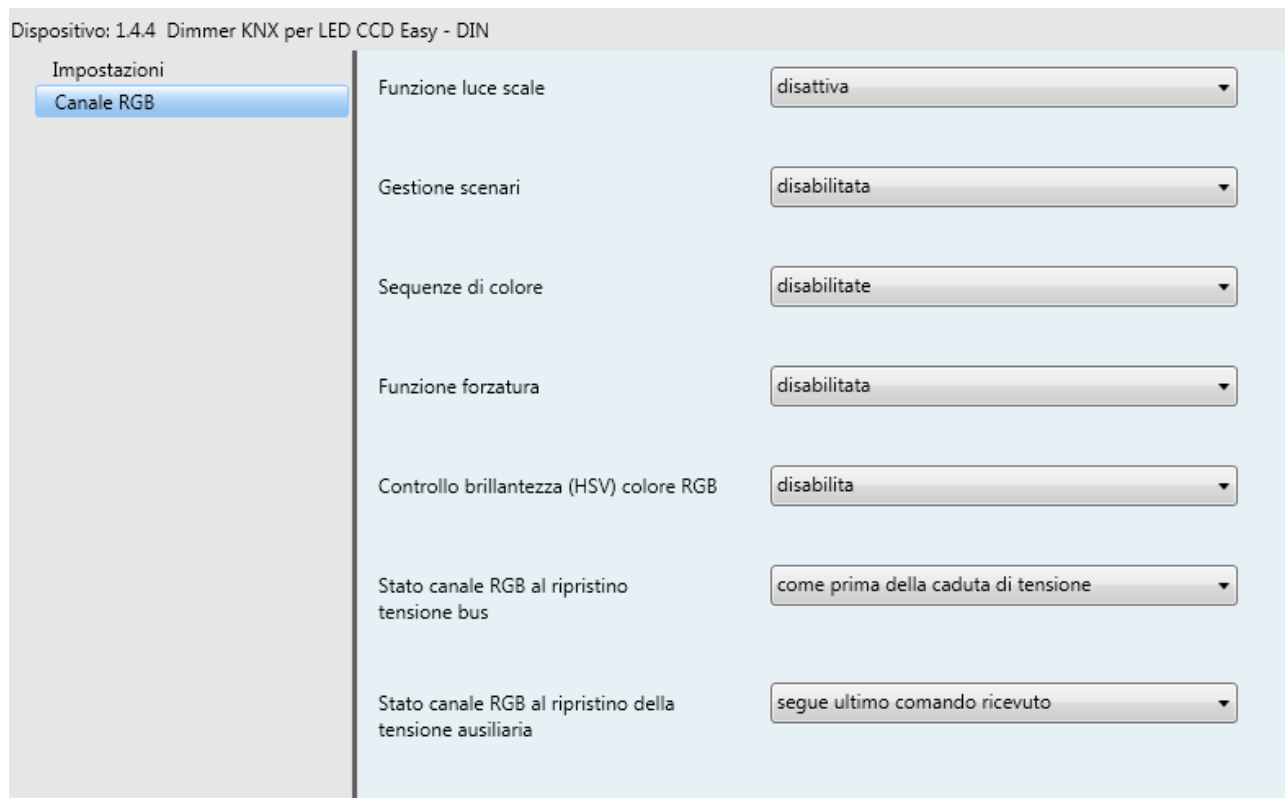 Dispositivo: 1.4.4 Dimmer KNX per LED CCD Easy - DIN
Impostazioni
Canale RGB
Funzione luce scale
disattiva
Gestione scenari
disabilitata
Sequenze di colore
disabilitate
Funzione forzatura
disabilitata
Controllo brillantezza (HSV) colore RGB
disabilita
Stato canale RGB al ripristino
tensione bus
come prima della caduta di tensione
Stato canale RGB al ripristino della
tensione ausiliaria
segue ultimo comando ricevuto